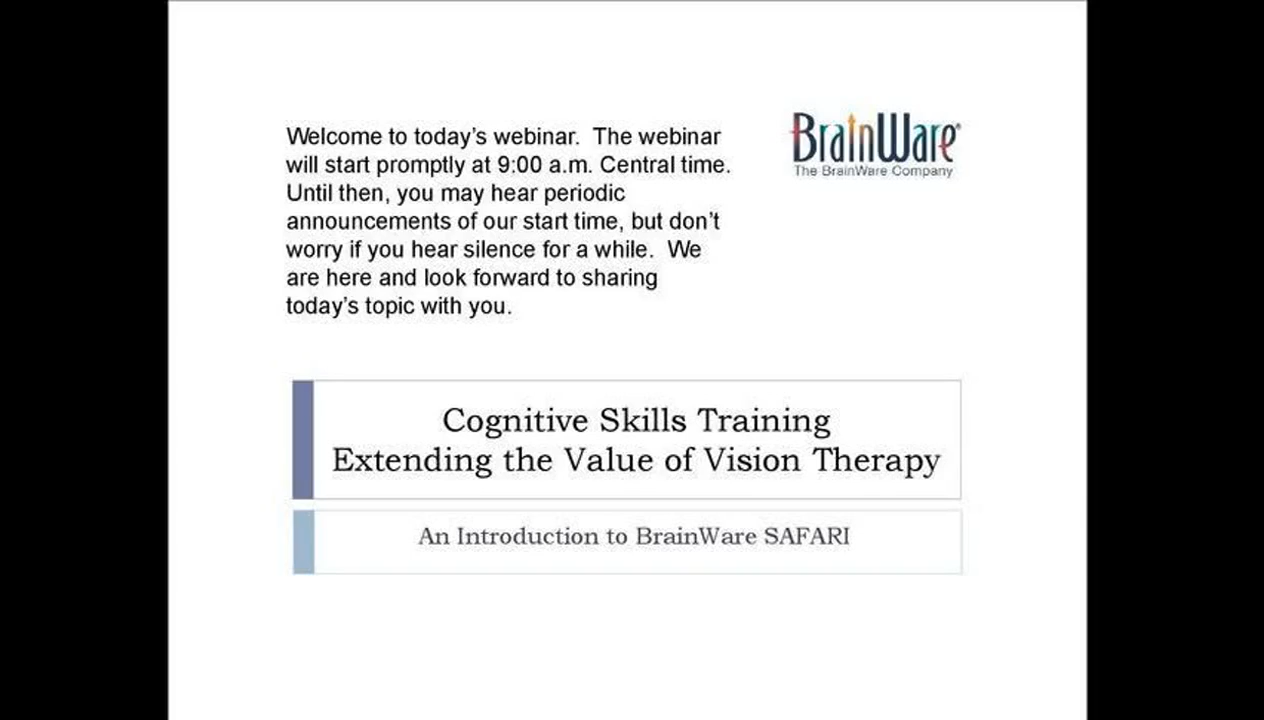 Welcome to today's webinar.  The webinar
will start promptly at 9:00 a.m. Central time.
Until then, you may hear periodic
announcements of our start time, but don't
worry if you hear silence for a while.  We
are here and look forward to sharing
today's topic with you.
BrainWare®
The BrainWare Company
Cognitive Skills Training
Extending the Value of Vision Therapy
An Introduction to BrainWare SAFARI